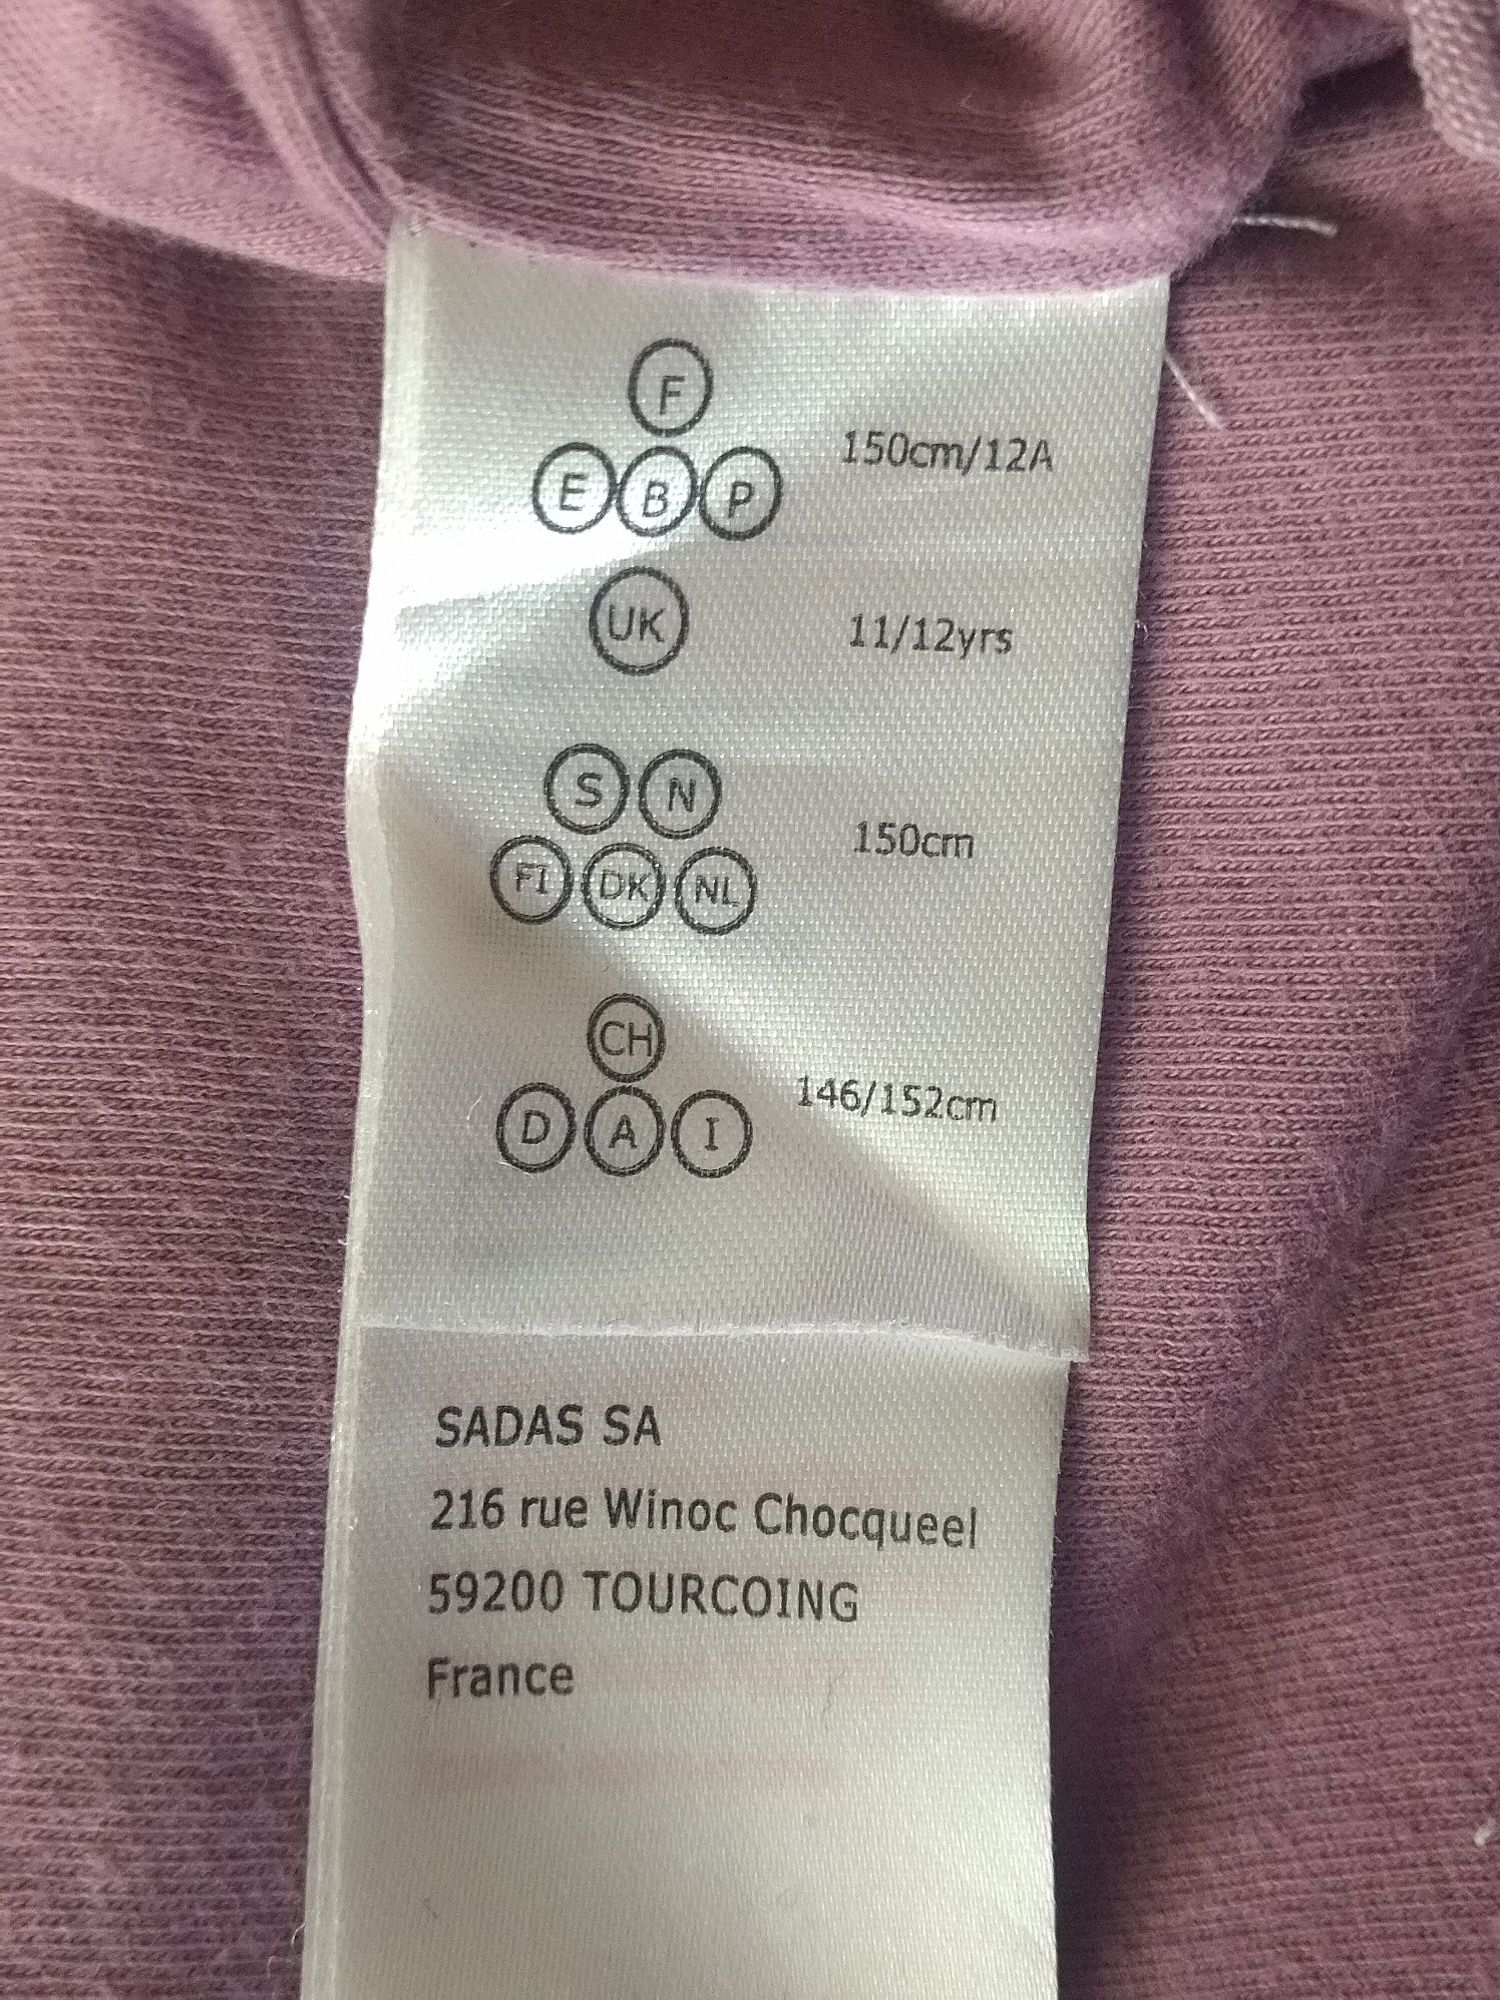 F
E B P 150cm/12A
UK 11/12yrs
S N
FI DK NL 150cm
CH
D A I 146/152cm
SADAS SA
216 rue Winoc Chocqueel
59200 TOURCOING
France